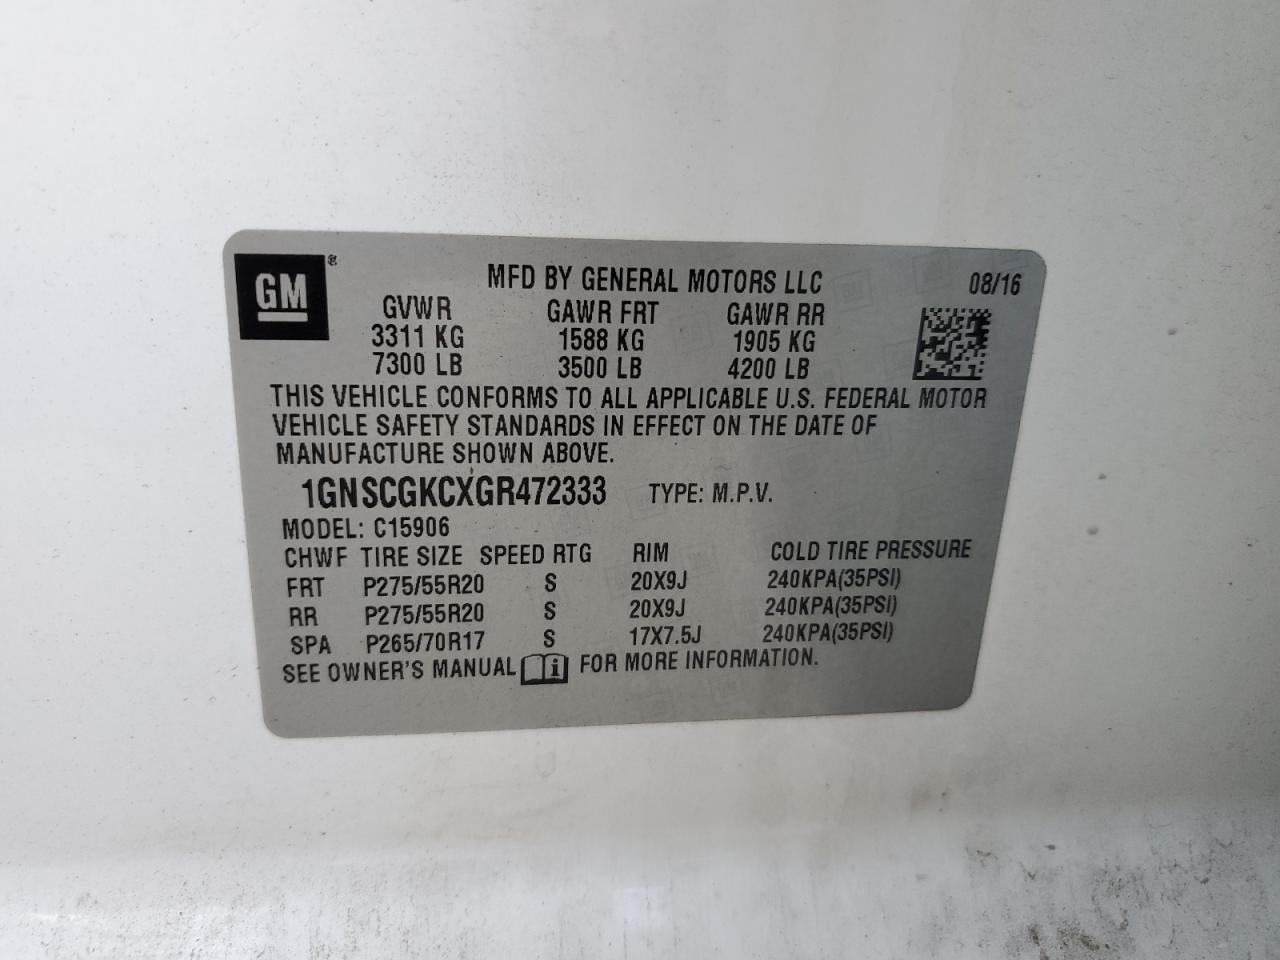 GM®
MFD BY GENERAL MOTORS LLC 08/16
GVWR GAWR FRT GAWR RR
3311 KG 1588 KG 1905 KG
7300 LB 3500 LB 4200 LB
THIS VEHICLE CONFORMS TO ALL APPLICABLE U.S. FEDERAL MOTOR
VEHICLE SAFETY STANDARDS IN EFFECT ON THE DATE OF
MANUFACTURE SHOWN ABOVE.
1GNSCGKCXGR472333 TYPE: M.P.V.
MODEL: C15906
CHWF TIRE SIZE SPEED RTG RIM COLD TIRE PRESSURE
FRT P275/55R20 S 20X9J 240KPA(35PSI)
RR P275/55R20 S 20X9J 240KPA(35PSI)
SPA P265/70R17 S 17X7.5J 240KPA(35PSI)
SEE OWNER'S MANUAL i FOR MORE INFORMATION.